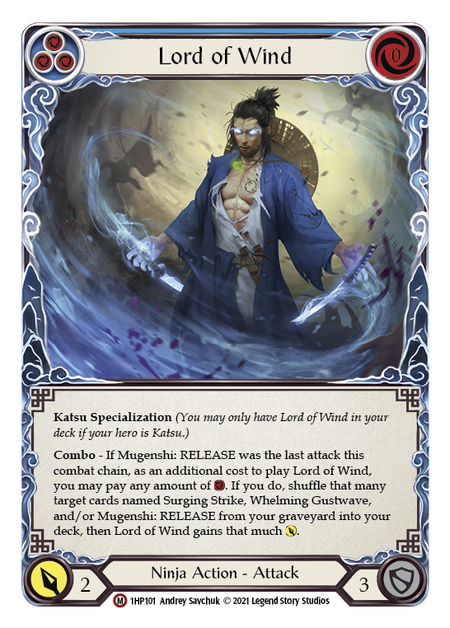 Lord of Wind
0
Katsu Specialization (You may only have Lord of Wind in your
deck if your hero is Katsu.)
Combo - If Mugenshi: RELEASE was the last attack this
combat chain, as an additional cost to play Lord of Wind,
you may pay any amount of . If you do, shuffle that many
target cards named Surging Strike, Whelming Gustwave,
and/or Mugenshi: RELEASE from your graveyard into your
deck, then Lord of Wind gains that much .
2
Ninja Action - Attack
3
M 1HP101 Andrey Savchuk © 2021 Legend Story Studios